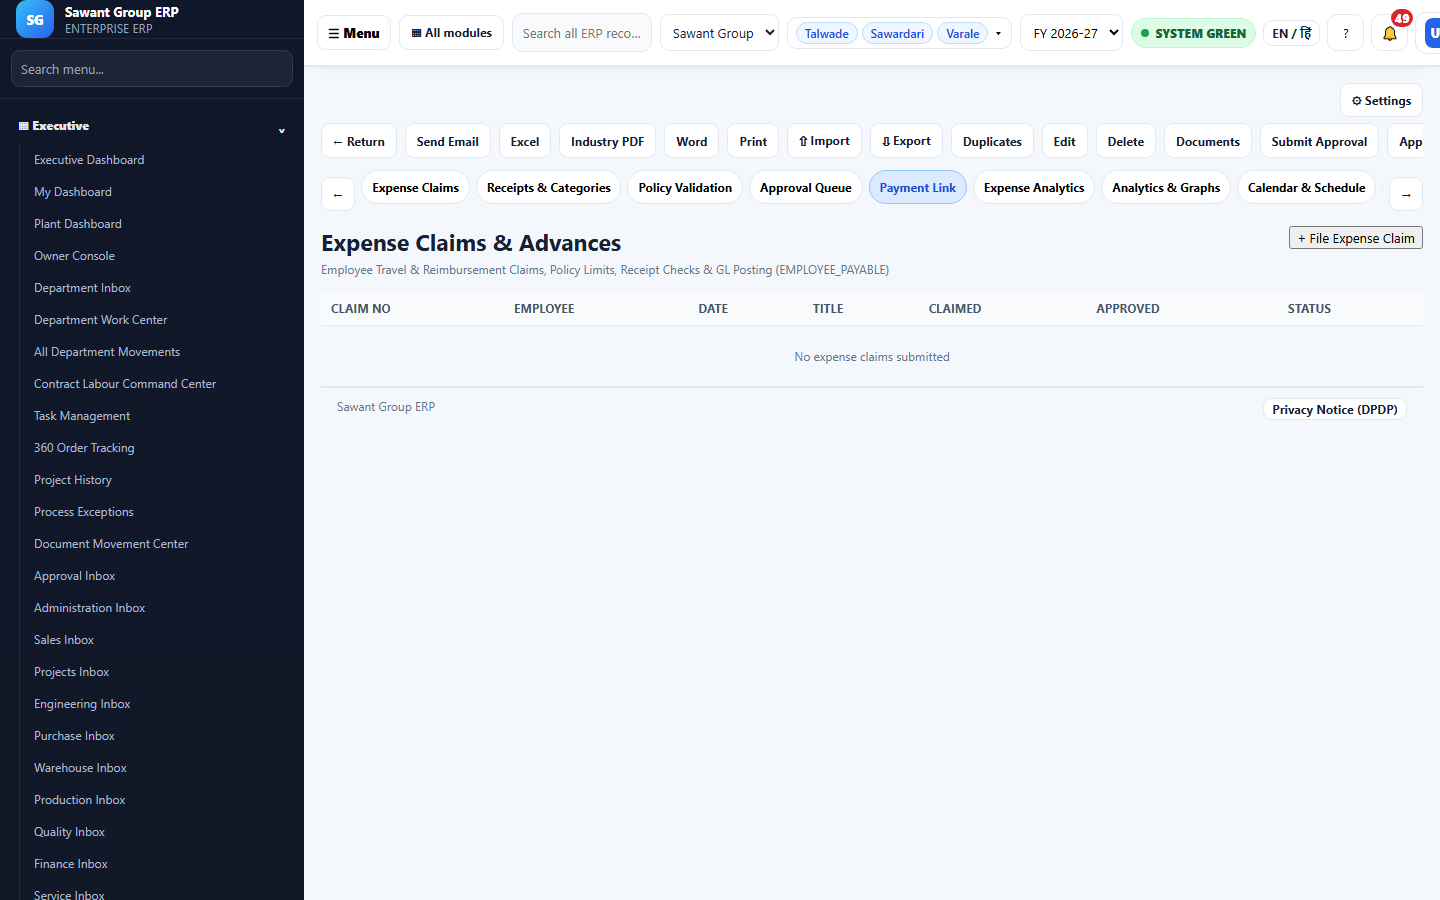 SG
Sawant Group ERP
ENTERPRISE ERP
Search menu...
Executive
Executive Dashboard
My Dashboard
Plant Dashboard
Owner Console
Department Inbox
Department Work Center
All Department Movements
Contract Labour Command Center
Task Management
360 Order Tracking
Project History
Process Exceptions
Document Movement Center
Approval Inbox
Administration Inbox
Sales Inbox
Projects Inbox
Engineering Inbox
Purchase Inbox
Warehouse Inbox
Production Inbox
Quality Inbox
Finance Inbox
Service Inbox
☰ Menu
All modules
Search all ERP reco...
Sawant Group
Talwade Sawardari Varale
FY 2026-27
SYSTEM GREEN
EN / हिं
?
49
U
⚙ Settings
← Return
Send Email
Excel
Industry PDF
Word
Print
⇧ Import
⇩ Export
Duplicates
Edit
Delete
Documents
Submit Approval
App
←
Expense Claims
Receipts & Categories
Policy Validation
Approval Queue
Payment Link
Expense Analytics
Analytics & Graphs
Calendar & Schedule
→
Expense Claims & Advances
+ File Expense Claim
Employee Travel & Reimbursement Claims, Policy Limits, Receipt Checks & GL Posting (EMPLOYEE_PAYABLE)
CLAIM NO EMPLOYEE DATE TITLE CLAIMED APPROVED STATUS
No expense claims submitted
Sawant Group ERP
Privacy Notice (DPDP)